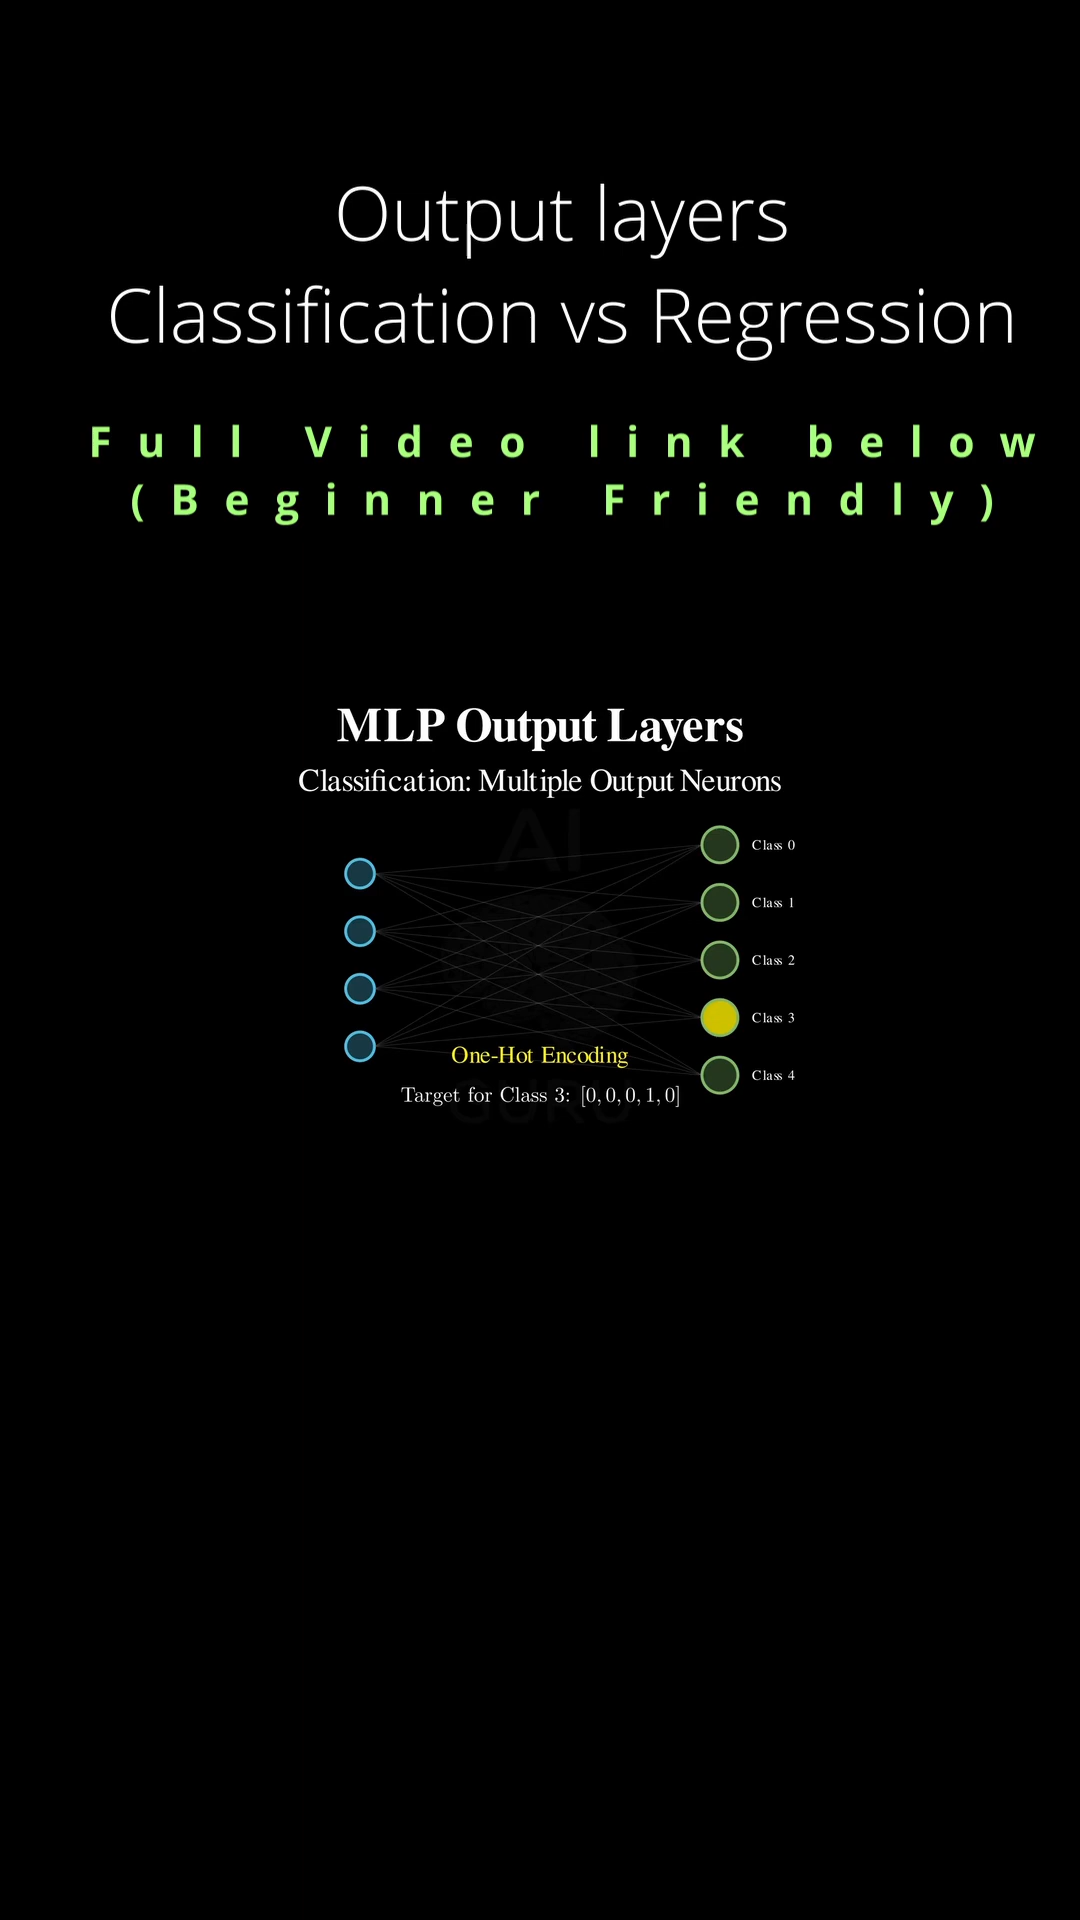 Output layers
Classification vs Regression
Full Video link below
(Beginner Friendly)
MLP Output Layers
Classification: Multiple Output Neurons
AI
Class 0
Class 1
Class 2
Class 3
One-Hot Encoding
Class 4
Target for Class 3: [0, 0, 0, 1, 0]
GURU